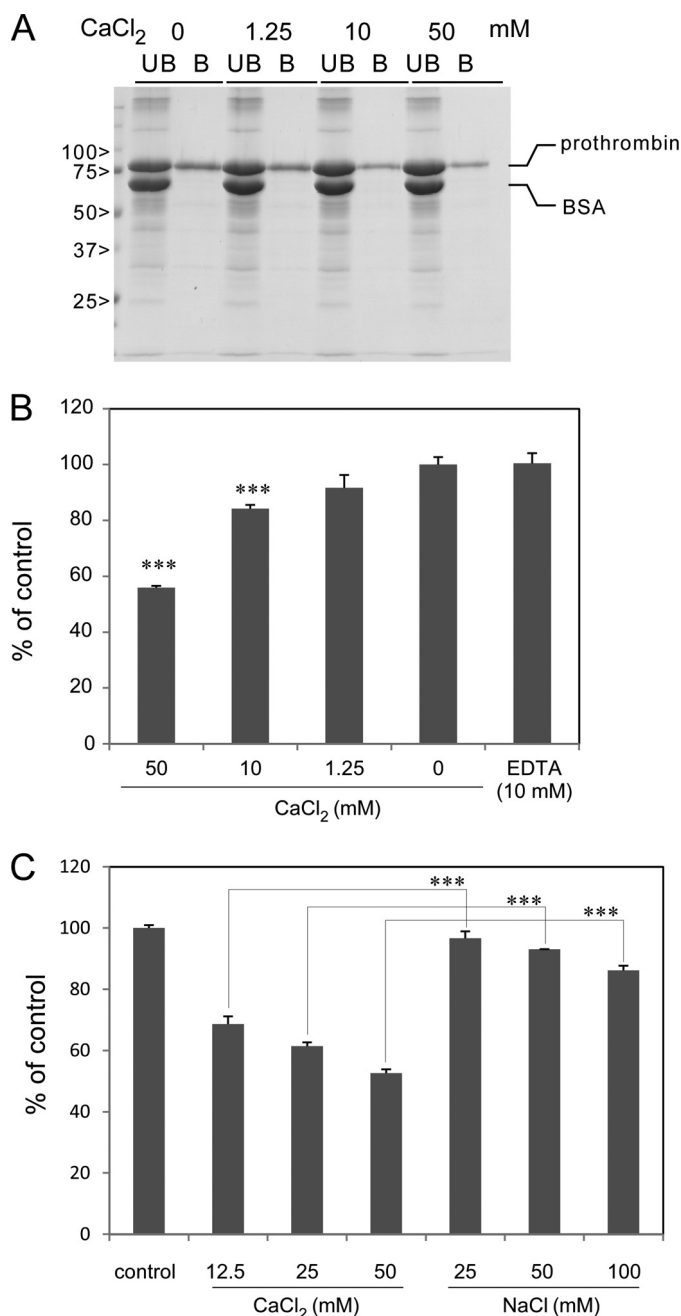 A
CaCl2 0 1.25 10 50 mM
UB B UB B UB B UB B
100>
75>
50>
37>
25>
prothrombin
BSA
B
120
100
80
60
40
20
0
% of control
***
***
50 10 1.25 0 EDTA
(10 mM)
CaCl2 (mM)
C
120
100
80
60
40
20
0
% of control
***
***
***
control 12.5 25 50 25 50 100
CaCl2 (mM) NaCl (mM)